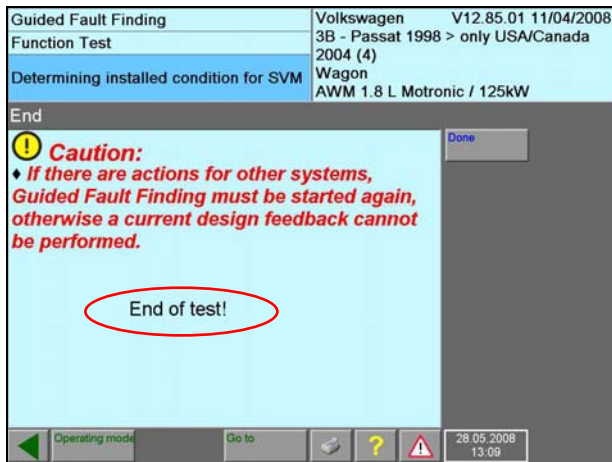 Guided Fault Finding
Function Test
Determining installed condition for SVM
Volkswagen V12.85.01 11/04/2008
3B - Passat 1998 > only USA/Canada
2004 (4)
Wagon
AWM 1.8 L Motronic / 125kW
End
Caution:
♦ If there are actions for other systems,
Guided Fault Finding must be started again,
otherwise a current design feedback cannot
be performed.
End of test!
Done
Operating mode
Go to
?
!
28.05.2008
13:09